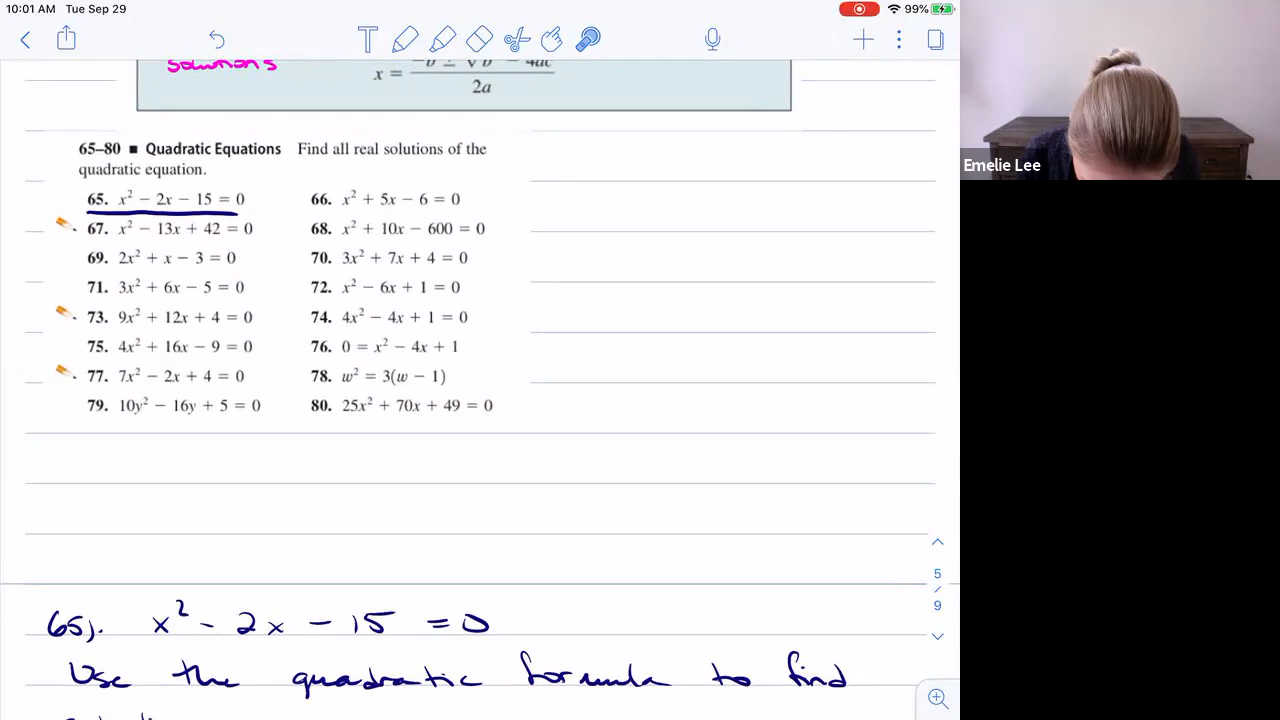 10:01 AM Tue Sep 29
99%
solutions
x = −b ± √b² − 4ac
2a
65–80 ■ Quadratic Equations Find all real solutions of the
quadratic equation.
65. x² − 2x − 15 = 0
66. x² + 5x − 6 = 0
67. x² − 13x + 42 = 0
68. x² + 10x − 600 = 0
69. 2x² + x − 3 = 0
70. 3x² + 7x + 4 = 0
71. 3x² + 6x − 5 = 0
72. x² − 6x + 1 = 0
73. 9x² + 12x + 4 = 0
74. 4x² − 4x + 1 = 0
75. 4x² + 16x − 9 = 0
76. 0 = x² − 4x + 1
77. 7x² − 2x + 4 = 0
78. w² = 3(w − 1)
79. 10y² − 16y + 5 = 0
80. 25x² + 70x + 49 = 0
65). x² - 2x - 15 = 0
Use the quadratic formula to find
5
/
9
Emelie Lee